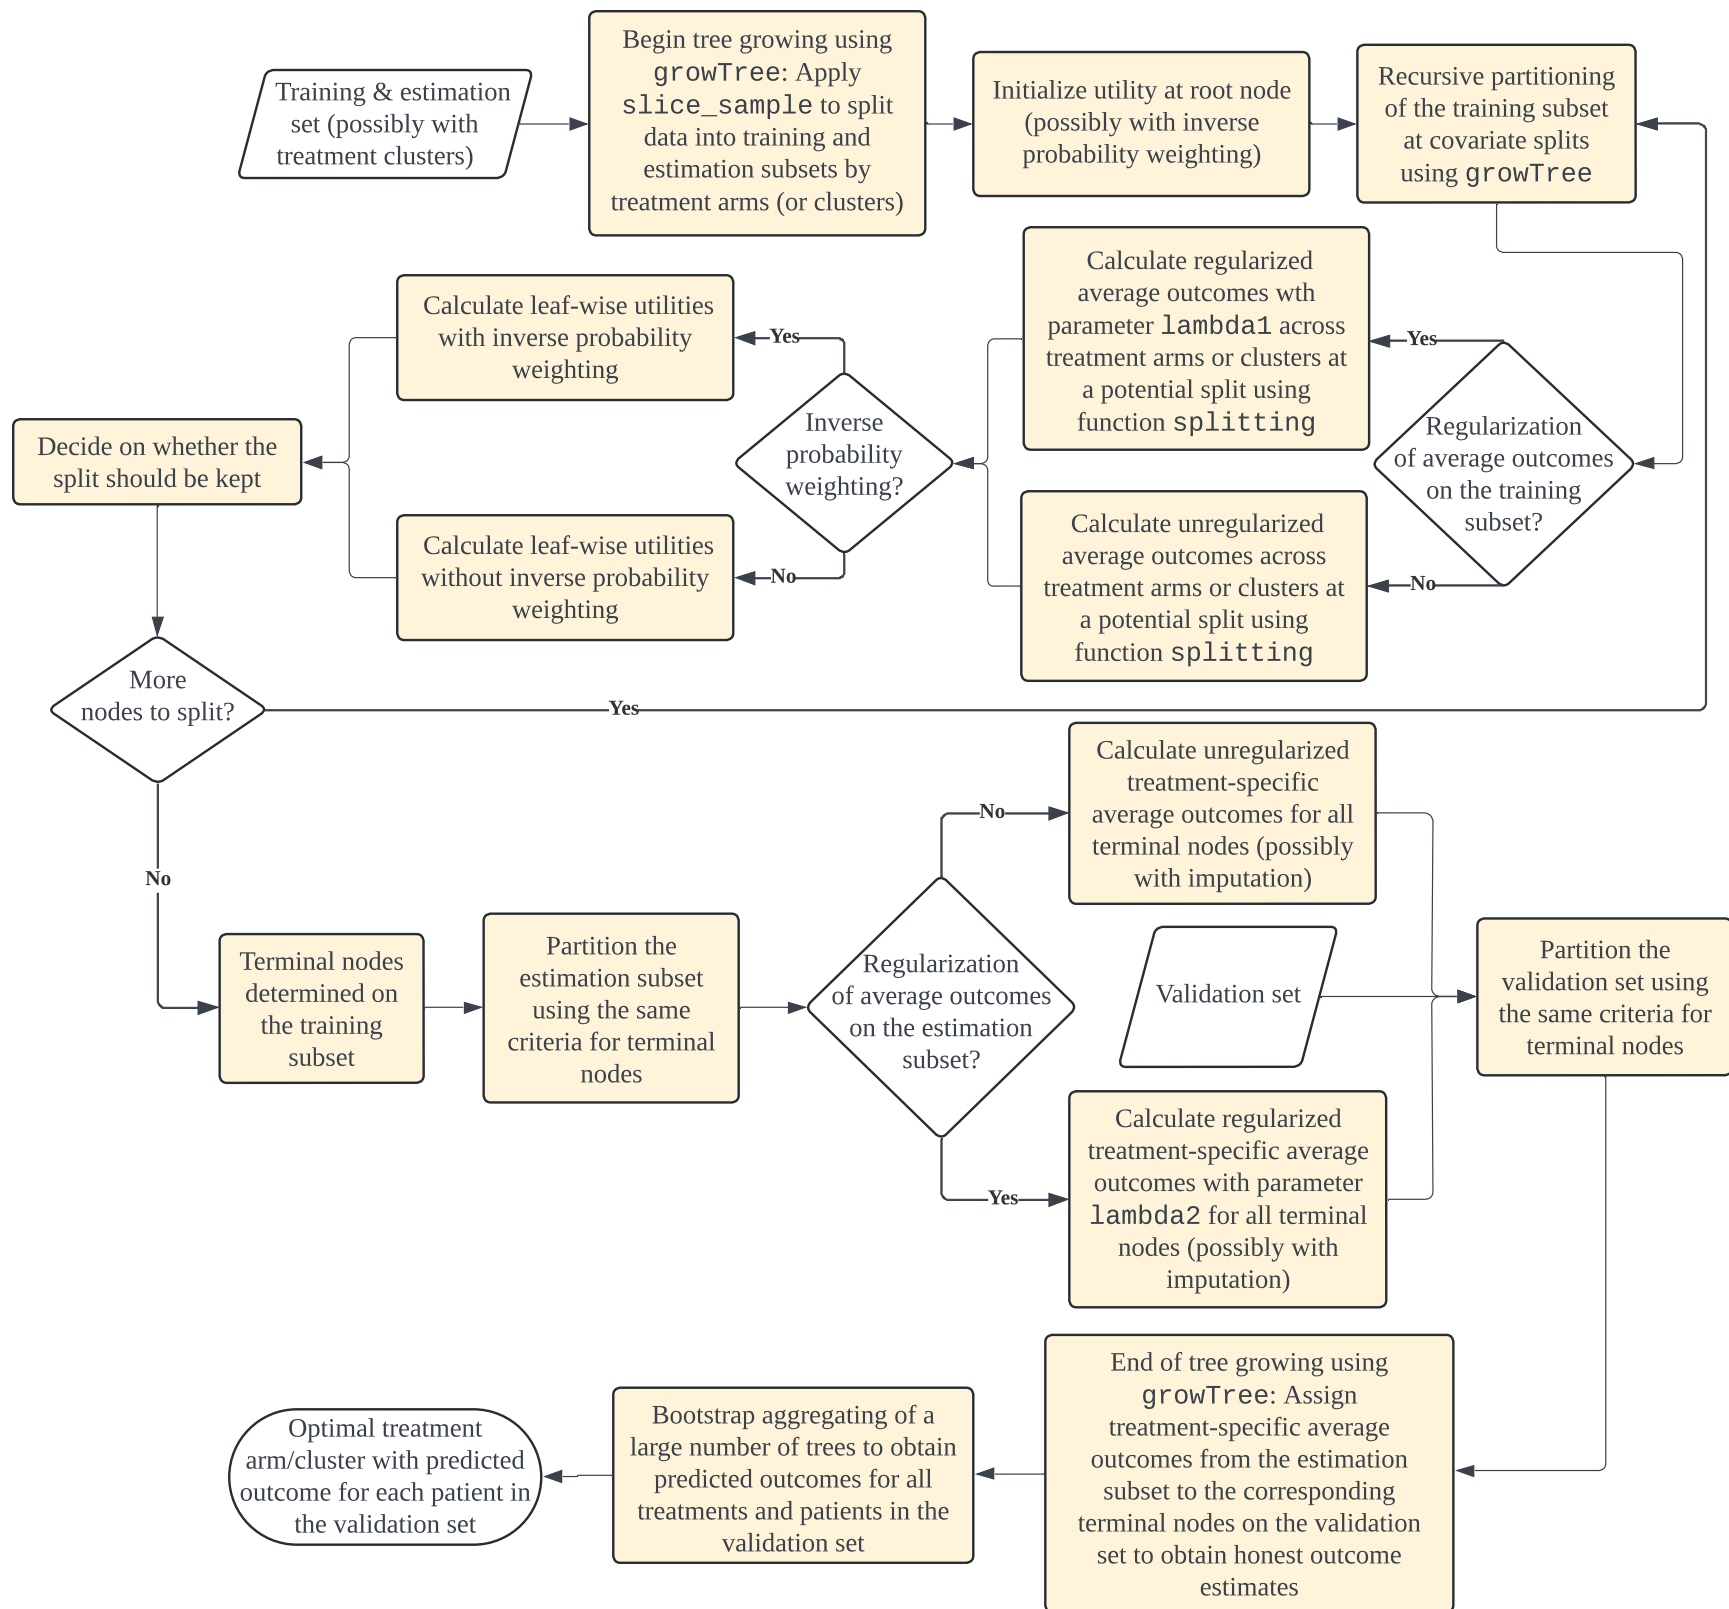 Training & estimation
set (possibly with
treatment clusters)
Begin tree growing using
growTree: Apply
slice_sample to split
data into training and
estimation subsets by
treatment arms (or clusters)
Initialize utility at root node
(possibly with inverse
probability weighting)
Recursive partitioning
of the training subset
at covariate splits
using growTree
Regularization
of average outcomes
on the training
subset?
Yes
Calculate regularized
average outcomes wth
parameter lambda1 across
treatment arms or clusters at
a potential split using
function splitting
No
Calculate unregularized
average outcomes across
treatment arms or clusters at
a potential split using
function splitting
Inverse
probability
weighting?
Yes
Calculate leaf-wise utilities
with inverse probability
weighting
No
Calculate leaf-wise utilities
without inverse probability
weighting
Decide on whether the
split should be kept
More
nodes to split?
Yes
No
Terminal nodes
determined on
the training
subset
Partition the
estimation subset
using the same
criteria for terminal
nodes
Regularization
of average outcomes
on the estimation
subset?
No
Calculate unregularized
treatment-specific
average outcomes for all
terminal nodes (possibly
with imputation)
Validation set
Yes
Calculate regularized
treatment-specific average
outcomes with parameter
lambda2 for all terminal
nodes (possibly with
imputation)
Partition the
validation set using
the same criteria for
terminal nodes
End of tree growing using
growTree: Assign
treatment-specific average
outcomes from the estimation
subset to the corresponding
terminal nodes on the validation
set to obtain honest outcome
estimates
Bootstrap aggregating of a
large number of trees to obtain
predicted outcomes for all
treatments and patients in the
validation set
Optimal treatment
arm/cluster with predicted
outcome for each patient in
the validation set